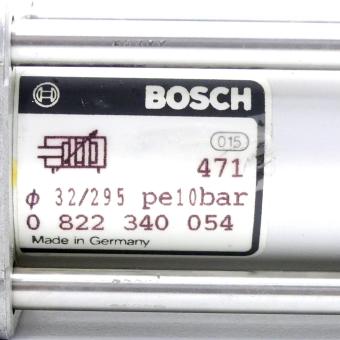 BOSCH
015
471
ϕ 32/295 pe10bar
0 822 340 054
Made in Germany